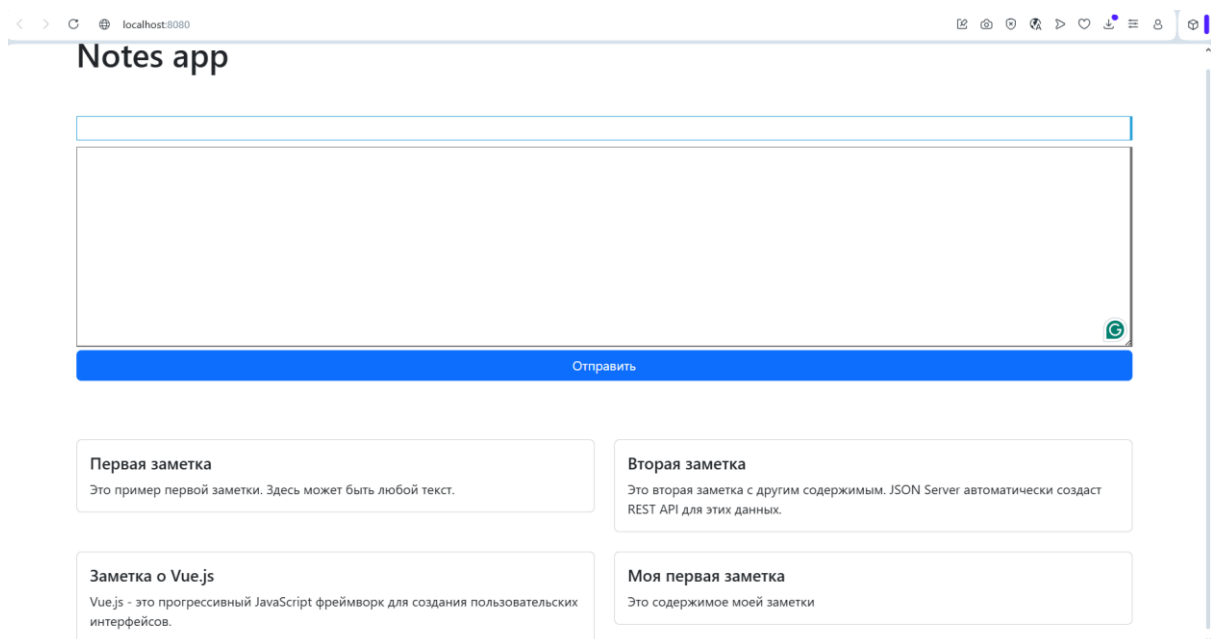 localhost:8080
Notes app
Отправить
Первая заметка
Это пример первой заметки. Здесь может быть любой текст.
Вторая заметка
Это вторая заметка с другим содержимым. JSON Server автоматически создаст
REST API для этих данных.
Заметка о Vue.js
Vue.js - это прогрессивный JavaScript фреймворк для создания пользовательских
интерфейсов.
Моя первая заметка
Это содержимое моей заметки